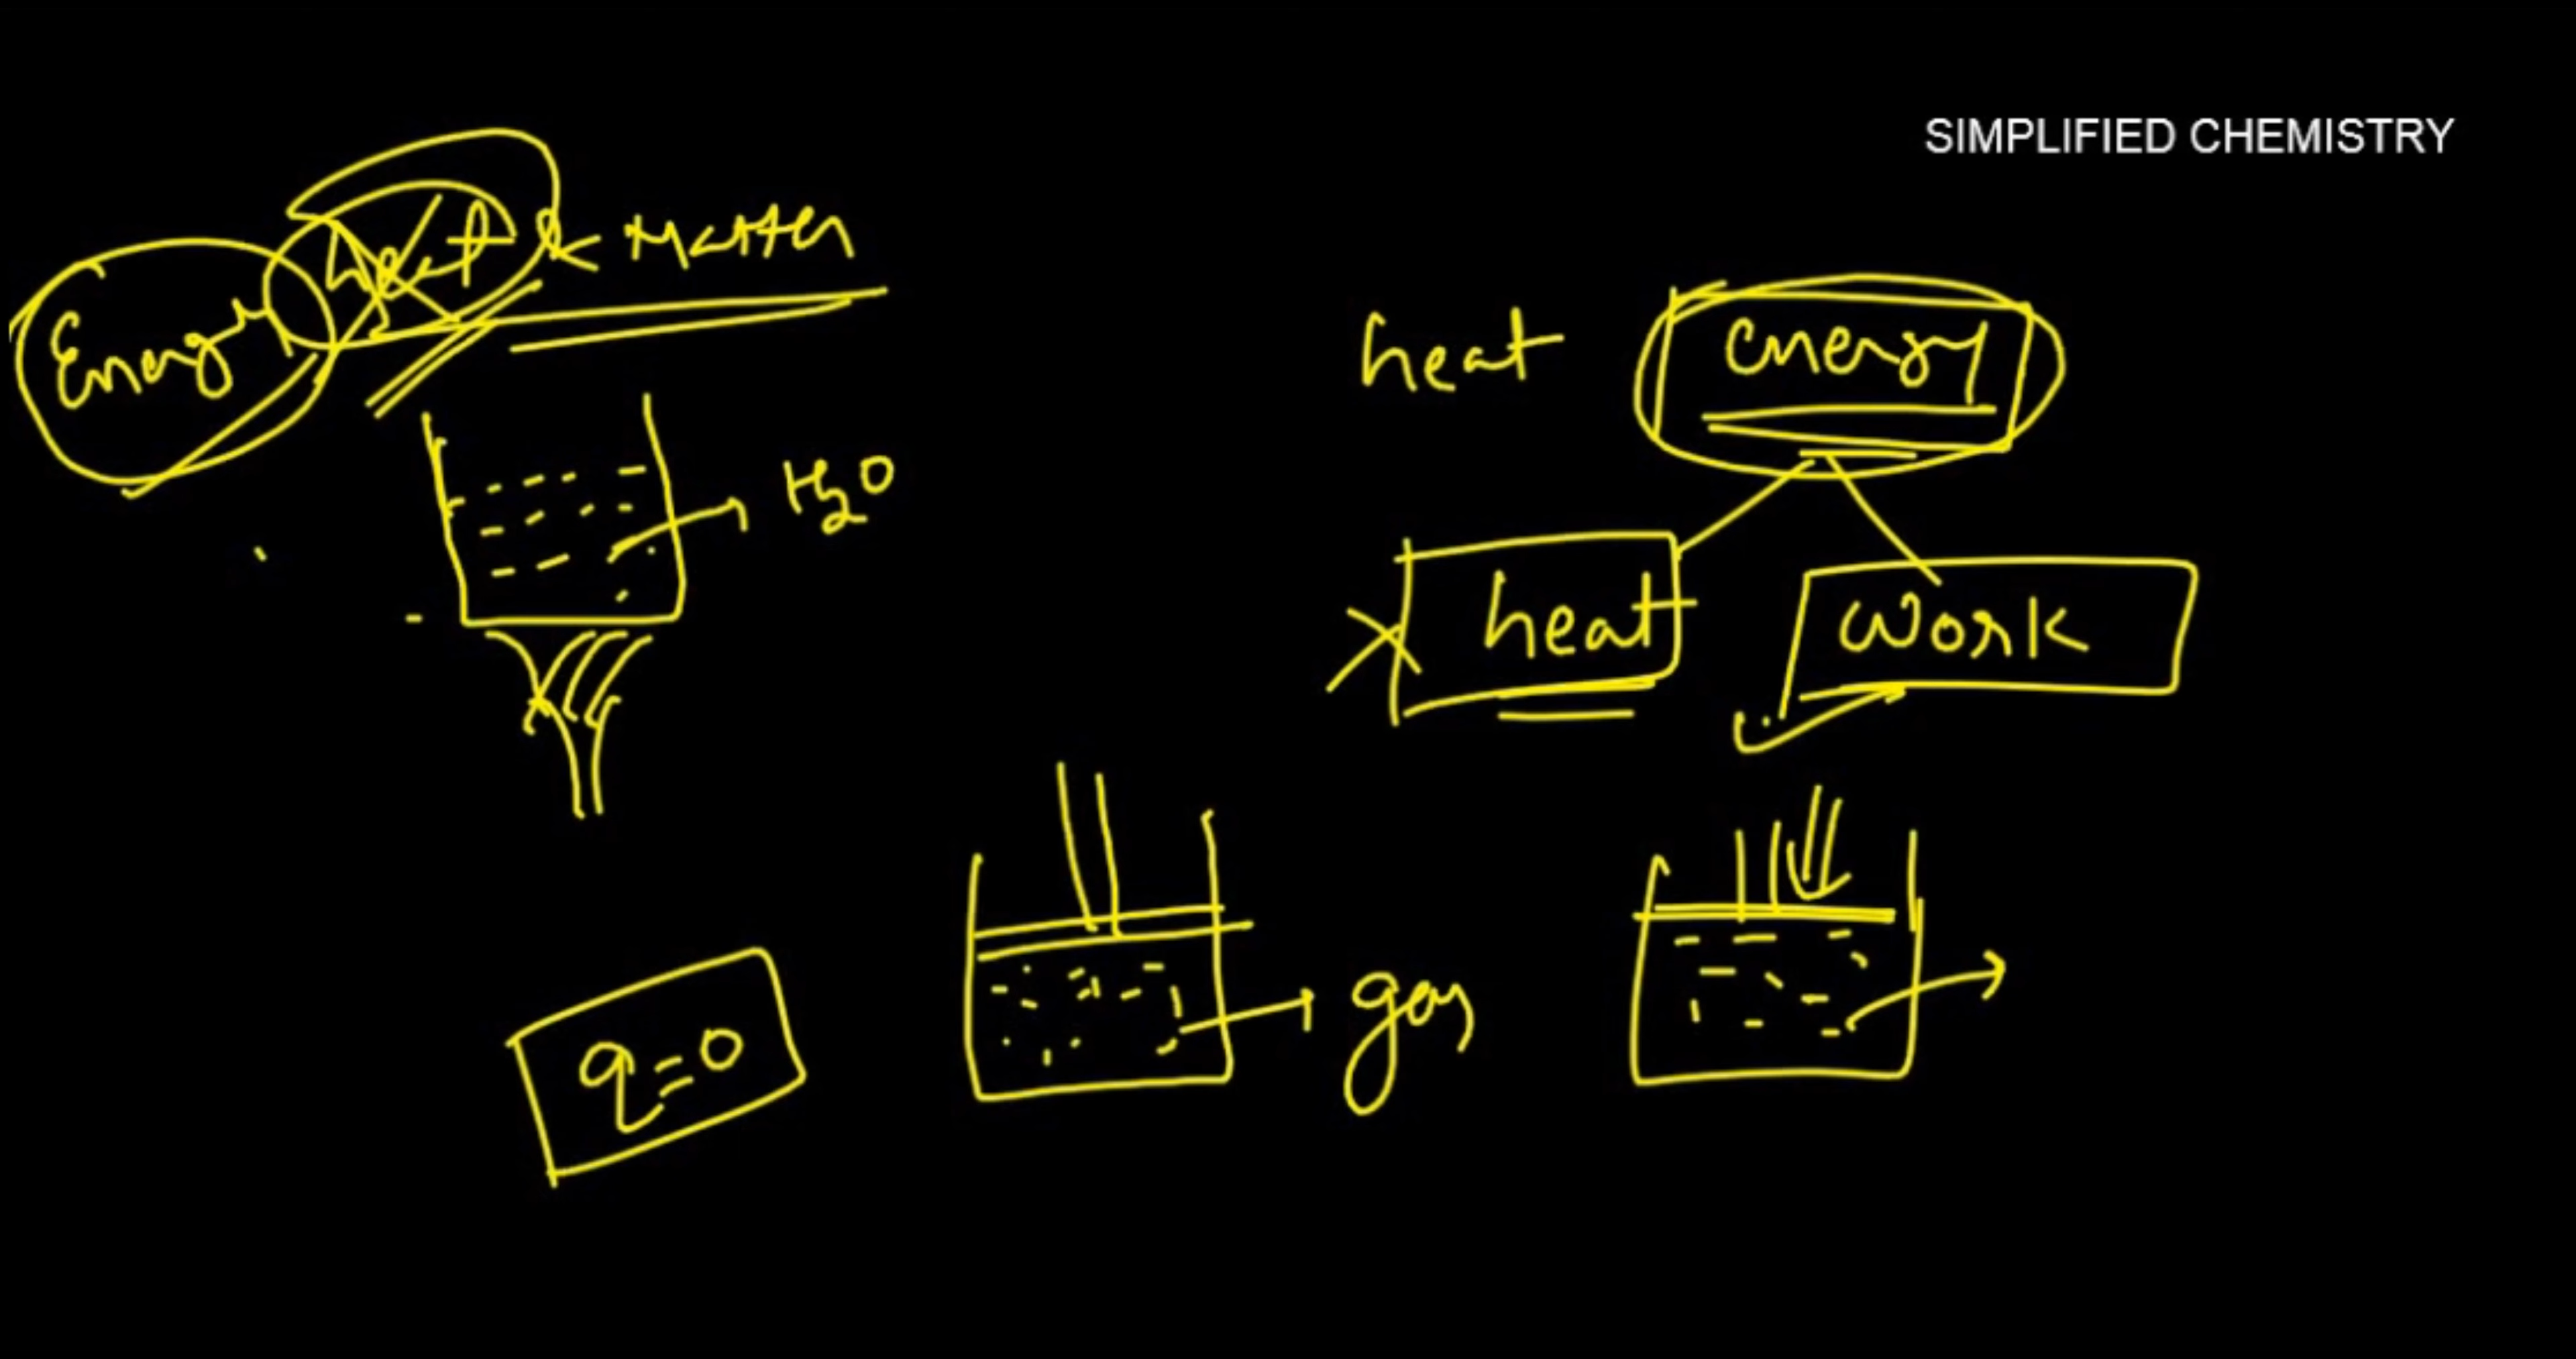 SIMPLIFIED CHEMISTRY
Energy heat & Matter
heat energy
H2O
heat work
q=0
gas